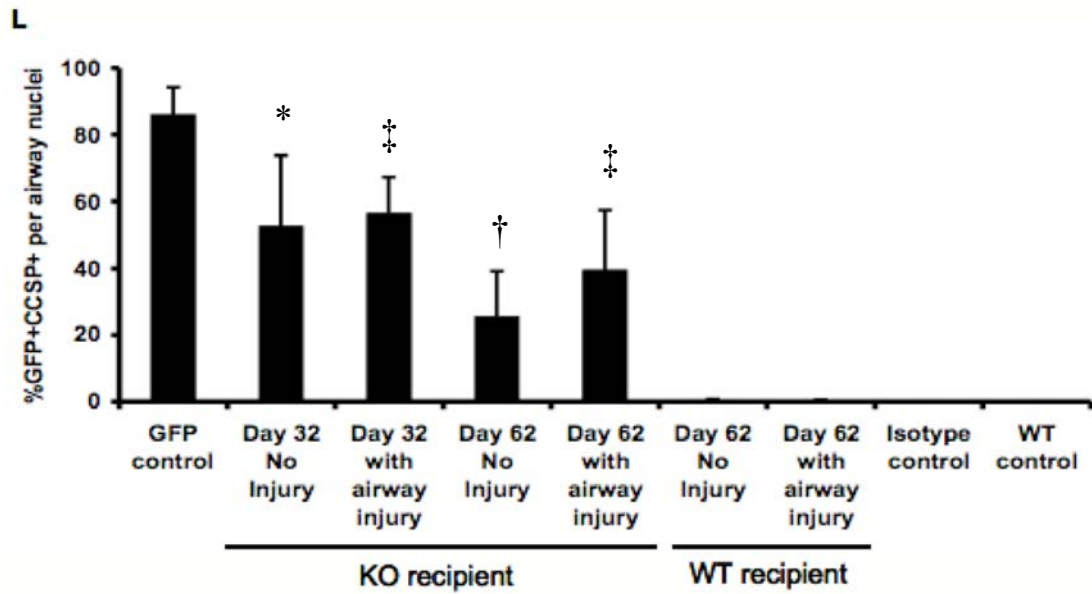 L
%GFP+CCSP+ per airway nuclei
100
80
60
40
20
0
*
‡
†
‡
GFP
control
Day 32
No
Injury
Day 32
with
airway
injury
Day 62
No
Injury
Day 62
with
airway
injury
Day 62
No
Injury
Day 62
with
airway
injury
Isotype
control
WT
control
KO recipient
WT recipient